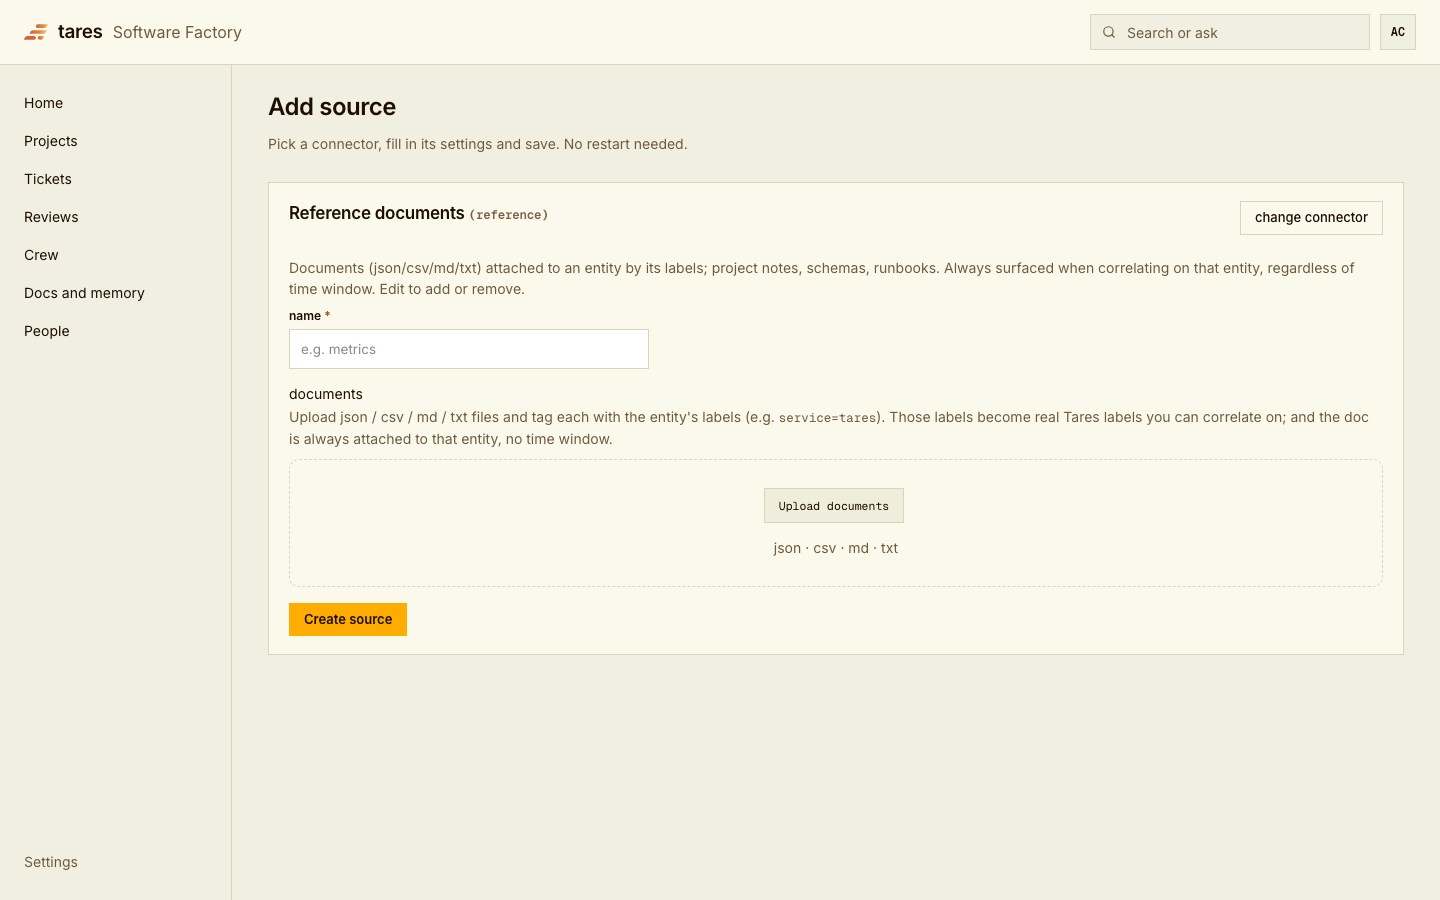 tares Software Factory
Search or ask
AC
Home
Projects
Tickets
Reviews
Crew
Docs and memory
People
Settings
Add source
Pick a connector, fill in its settings and save. No restart needed.
Reference documents (reference)
change connector
Documents (json/csv/md/txt) attached to an entity by its labels; project notes, schemas, runbooks. Always surfaced when correlating on that entity, regardless of
time window. Edit to add or remove.
name *
e.g. metrics
documents
Upload json / csv / md / txt files and tag each with the entity's labels (e.g. service=tares). Those labels become real Tares labels you can correlate on; and the doc
is always attached to that entity, no time window.
Upload documents
json · csv · md · txt
Create source